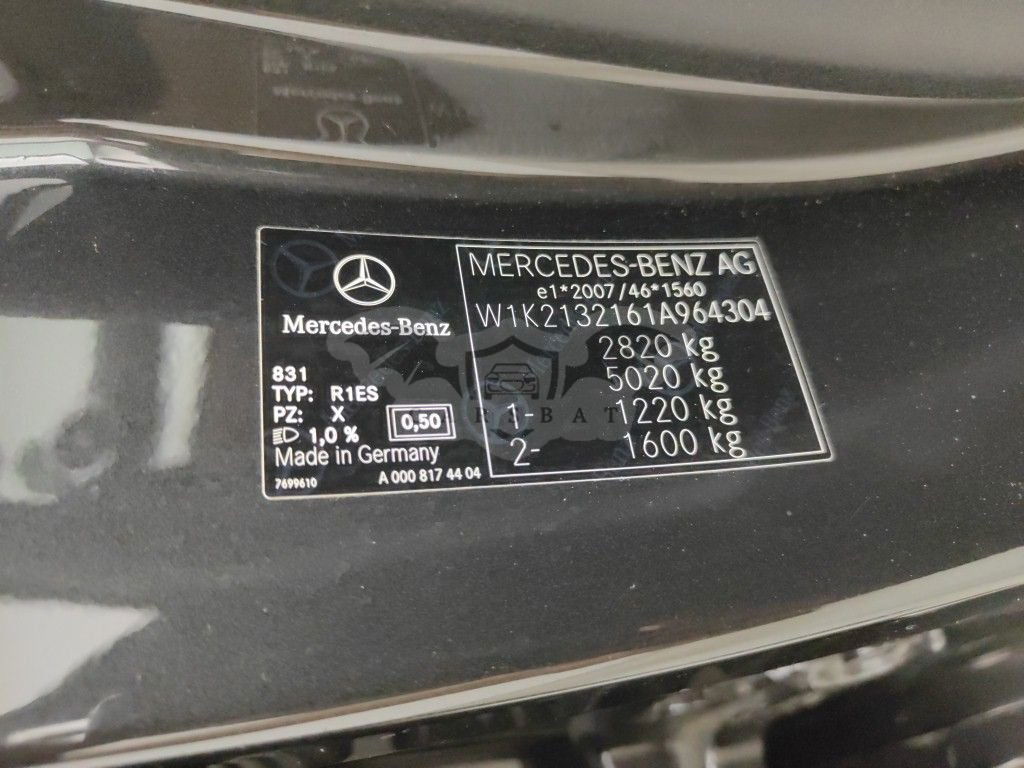 Mercedes-Benz
831
TYP: R1ES
PZ: X
1,0 %
0,50
Made in Germany
7699610
A 000 817 44 04
MERCEDES-BENZ AG
e1*2007/46*1560
W1K2132161A964304
2820 kg
5020 kg
1- 1220 kg
2- 1600 kg